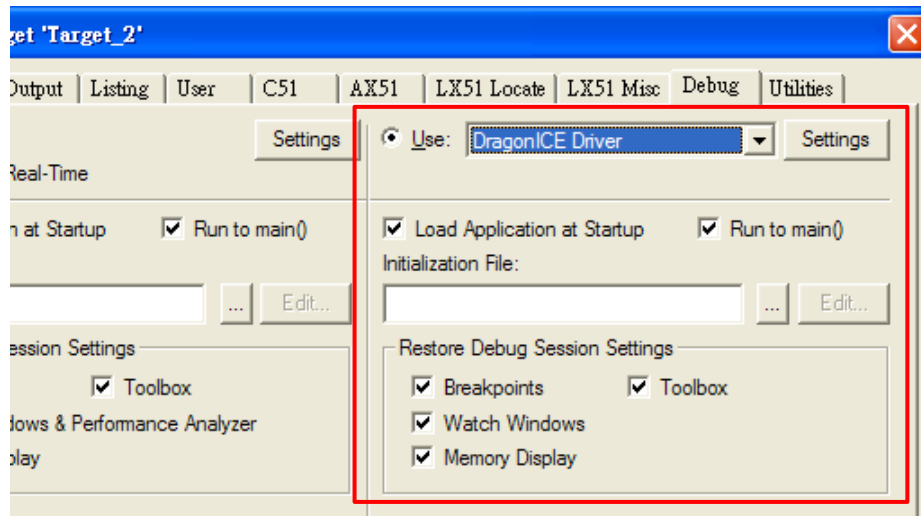 get 'Target_2'
Output Listing User C51 AX51 LX51 Locate LX51 Misc Debug Utilities
Settings
Real-Time
n at Startup Run to main()
... Edit...
ession Settings
Toolbox
dows & Performance Analyzer
play
Use: DragonICE Driver Settings
Load Application at Startup Run to main()
Initialization File:
... Edit...
Restore Debug Session Settings
Breakpoints Toolbox
Watch Windows
Memory Display